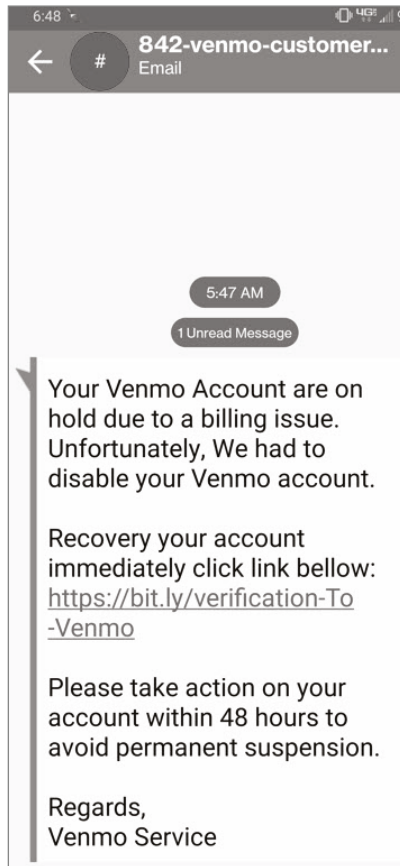 6:48
4G
#
842-venmo-customer...
Email
5:47 AM
1 Unread Message
Your Venmo Account are on
hold due to a billing issue.
Unfortunately, We had to
disable your Venmo account.
Recovery your account
immediately click link bellow:
https://bit.ly/verification-To
-Venmo
Please take action on your
account within 48 hours to
avoid permanent suspension.
Regards,
Venmo Service